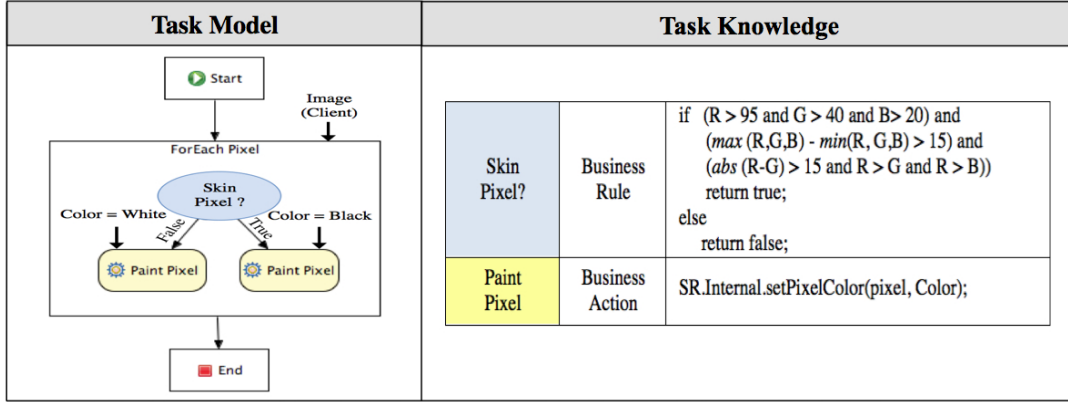 Task Model
Task Knowledge
Start
Image
(Client)
ForEach Pixel
Skin
Pixel ?
Color = White
Color = Black
False
True
Paint Pixel
Paint Pixel
End
Skin
Pixel?
Business
Rule
if (R > 95 and G > 40 and B> 20) and
(max (R,G,B) - min(R, G,B) > 15) and
(abs (R-G) > 15 and R > G and R > B))
return true;
else
return false;
Paint
Pixel
Business
Action
SR.Internal.setPixelColor(pixel, Color);